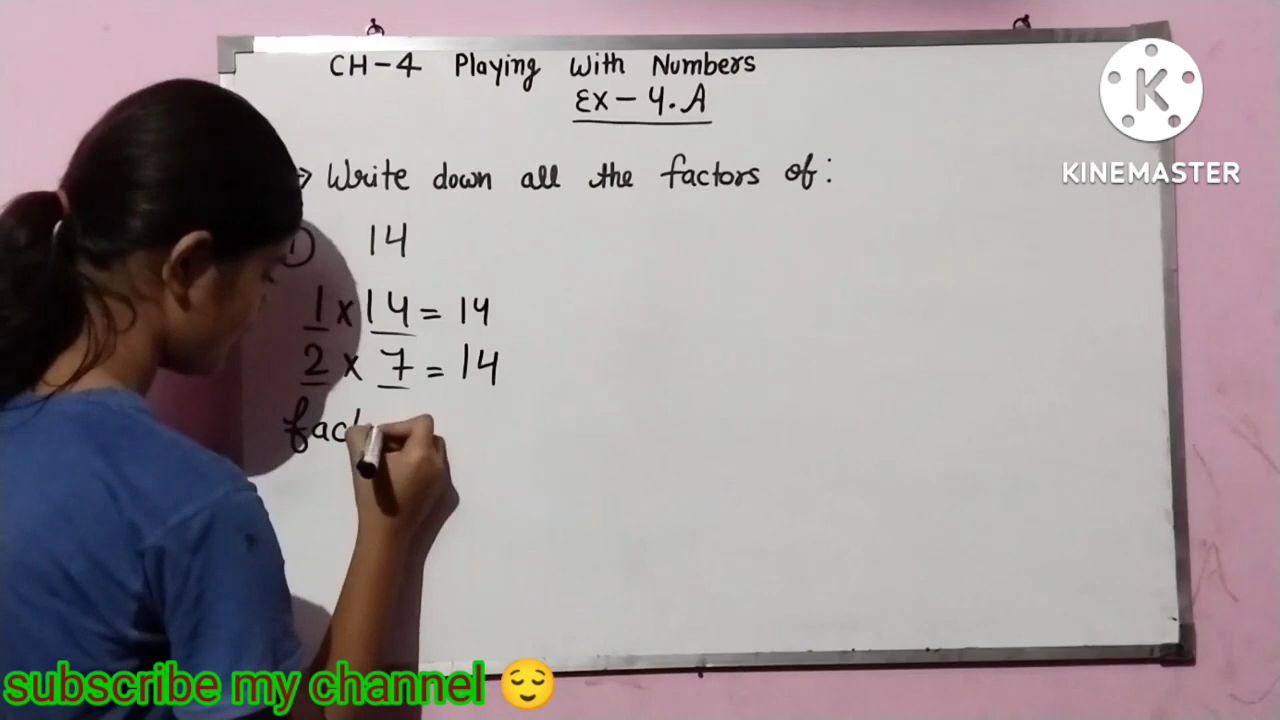 CH-4 Playing With Numbers
Ex-4.A
→ Write down all the factors of:
① 14
1 x 14 = 14
2 x 7 = 14
fact
K
KINEMASTER
subscribe my channel 😌